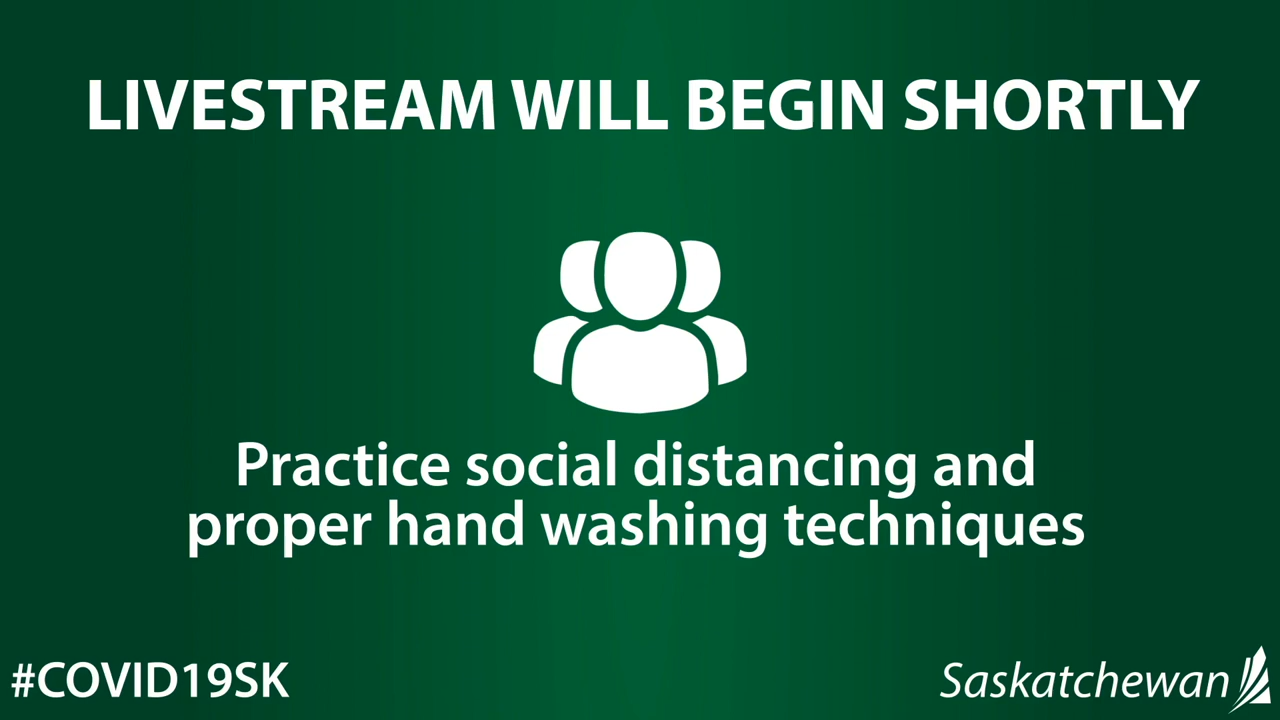 LIVESTREAM WILL BEGIN SHORTLY
Practice social distancing and
proper hand washing techniques
#COVID19SK
Saskatchewan